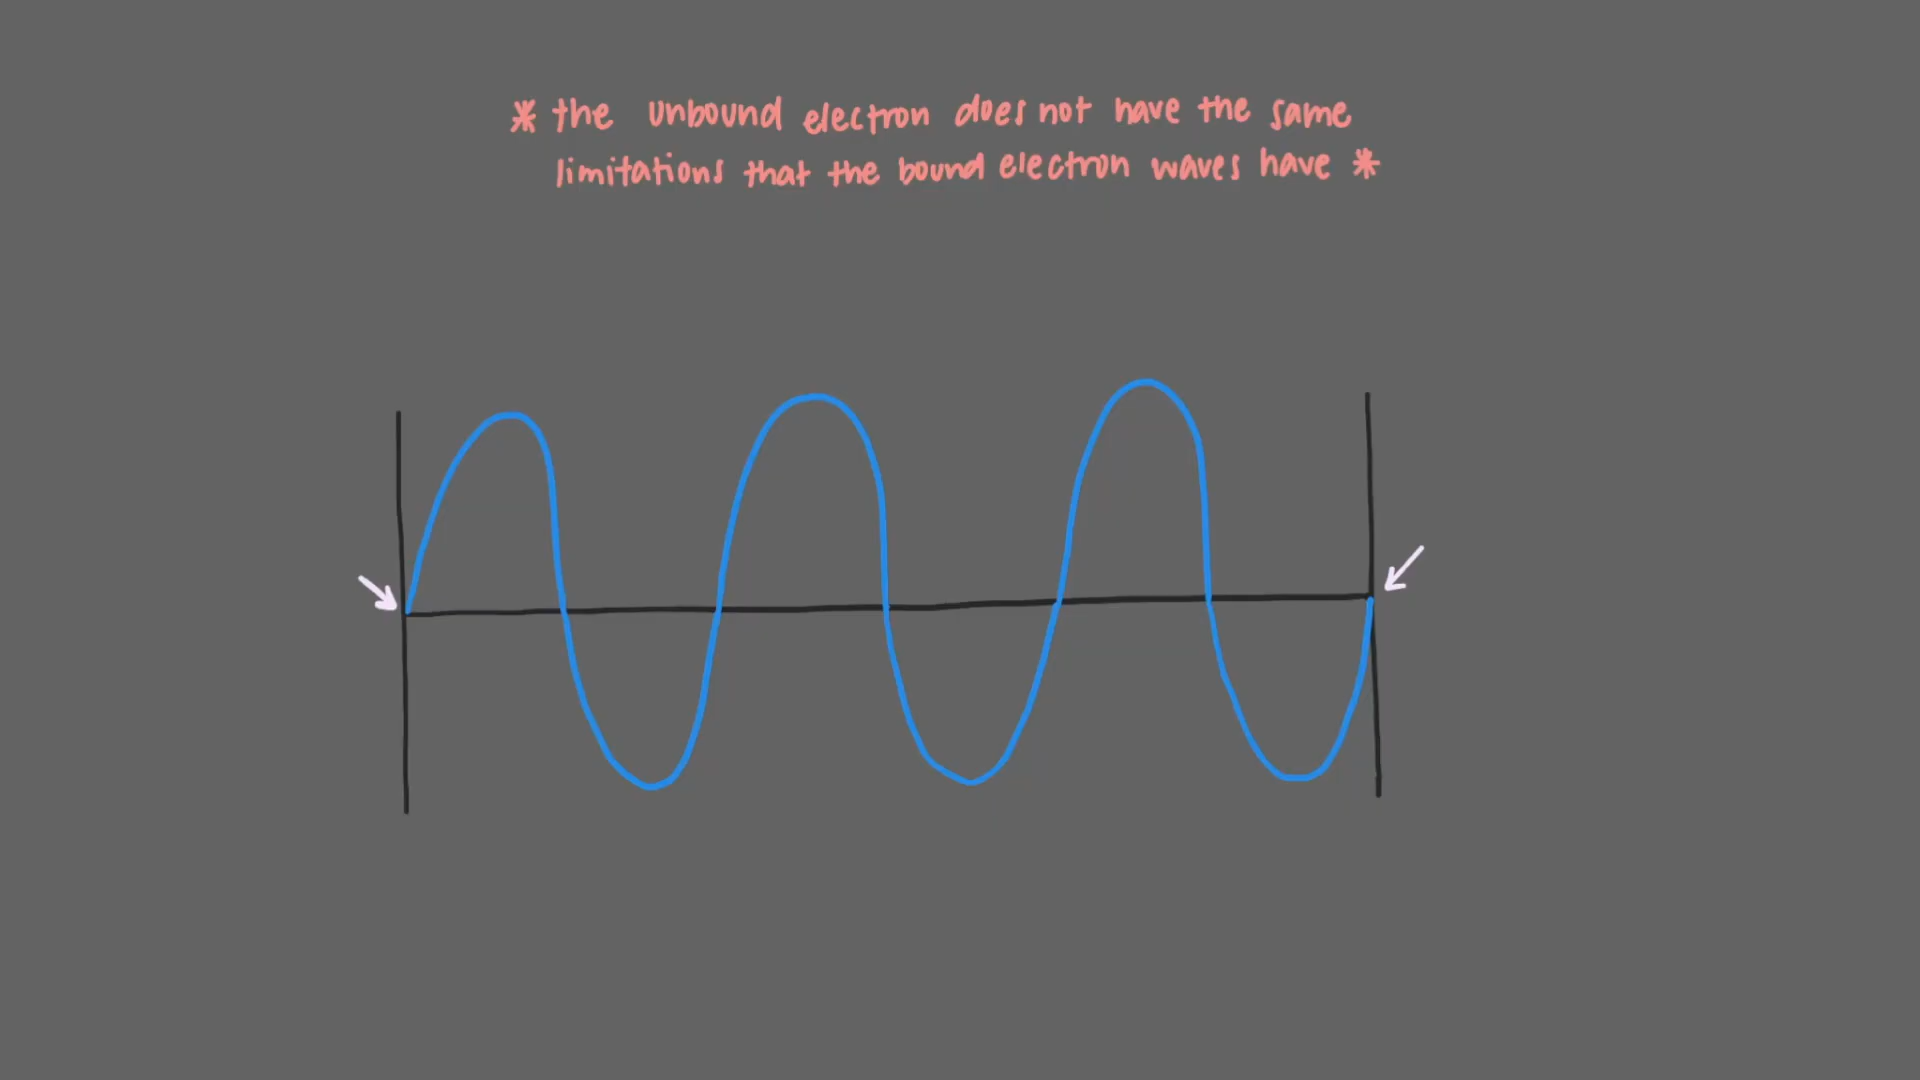 * the unbound electron does not have the same
limitations that the bound electron waves have *